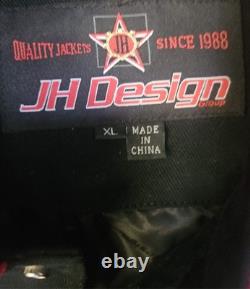 QUALITY JACKETS JH SINCE 1988
JH Design
Group
XL MADE
IN
CHINA